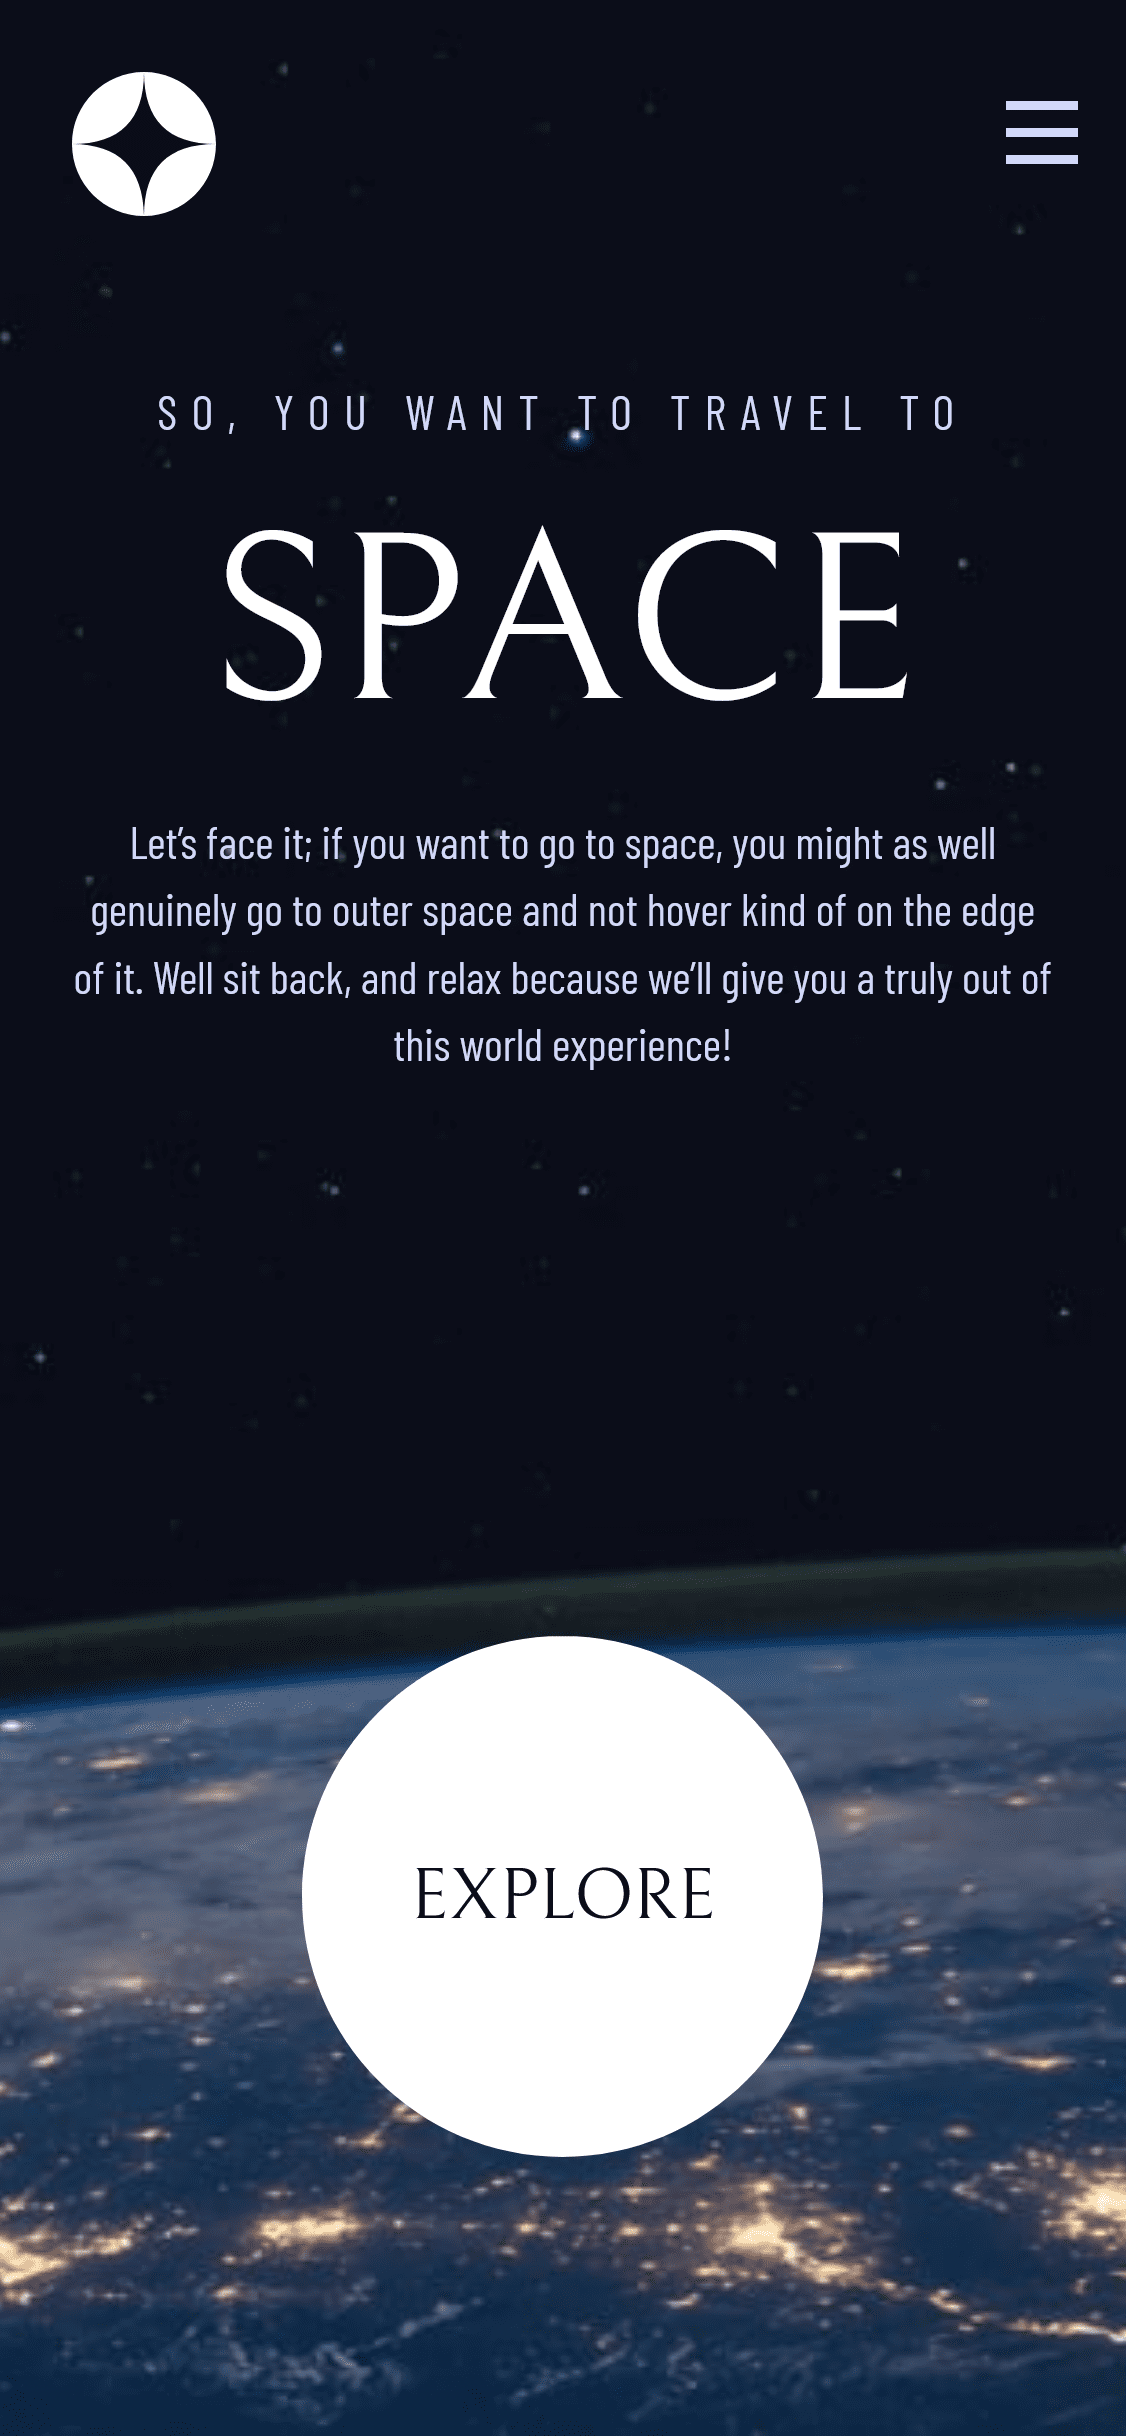 SO, YOU WANT TO TRAVEL TO
SPACE
Let’s face it; if you want to go to space, you might as well
genuinely go to outer space and not hover kind of on the edge
of it. Well sit back, and relax because we’ll give you a truly out of
this world experience!
EXPLORE